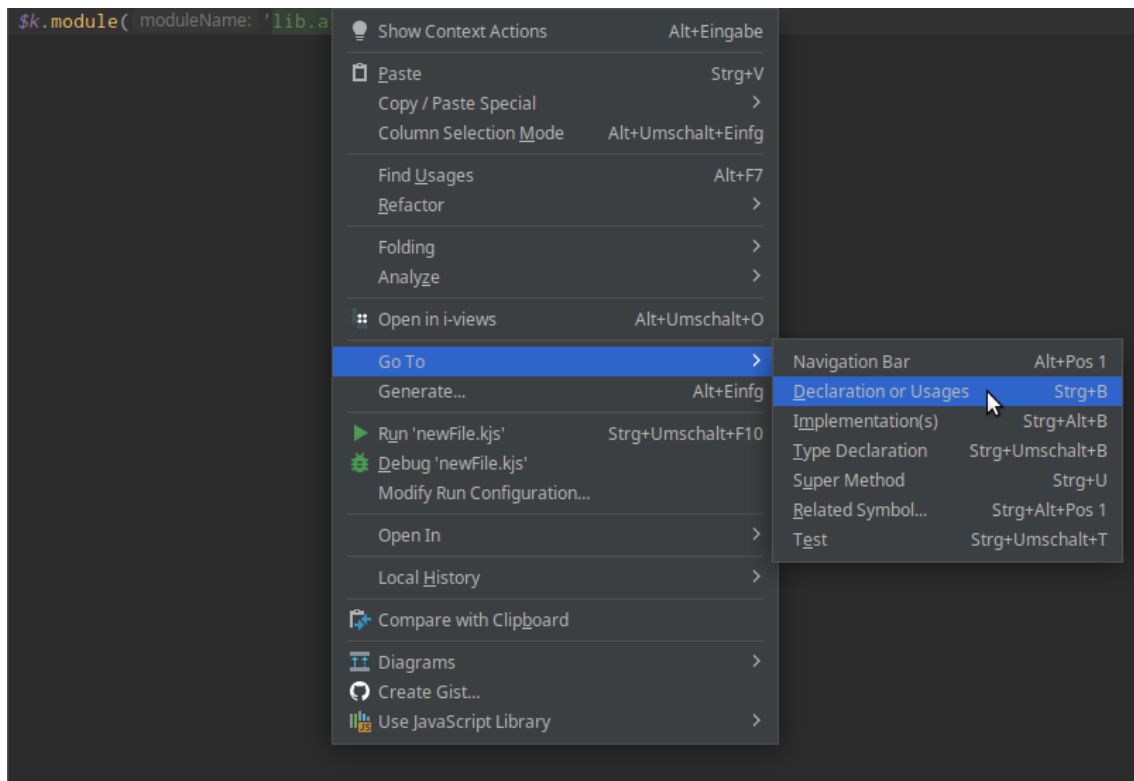 $k.module( moduleName: 'lib.a
Show Context Actions Alt+Eingabe
Paste Strg+V
Copy / Paste Special
Column Selection Mode Alt+Umschalt+Einfg
Find Usages Alt+F7
Refactor
Folding
Analyze
Open in i-views Alt+Umschalt+O
Go To
Generate... Alt+Einfg
Run 'newFile.kjs' Strg+Umschalt+F10
Debug 'newFile.kjs'
Modify Run Configuration...
Open In
Local History
Compare with Clipboard
Diagrams
Create Gist...
JS Use JavaScript Library
Navigation Bar Alt+Pos 1
Declaration or Usages Strg+B
Implementation(s) Strg+Alt+B
Type Declaration Strg+Umschalt+B
Super Method Strg+U
Related Symbol... Strg+Alt+Pos 1
Test Strg+Umschalt+T